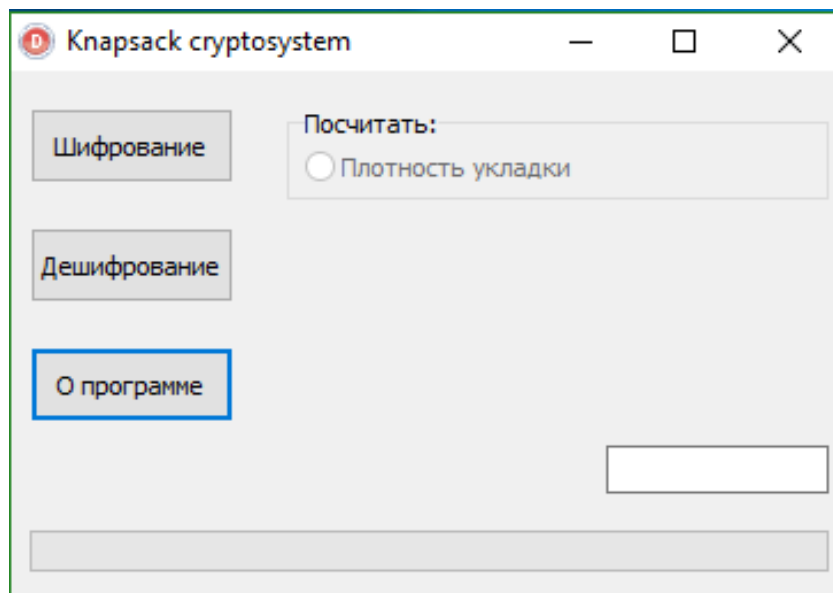 D
Knapsack cryptosystem
Шифрование
Посчитать:
Плотность укладки
Дешифрование
О программе